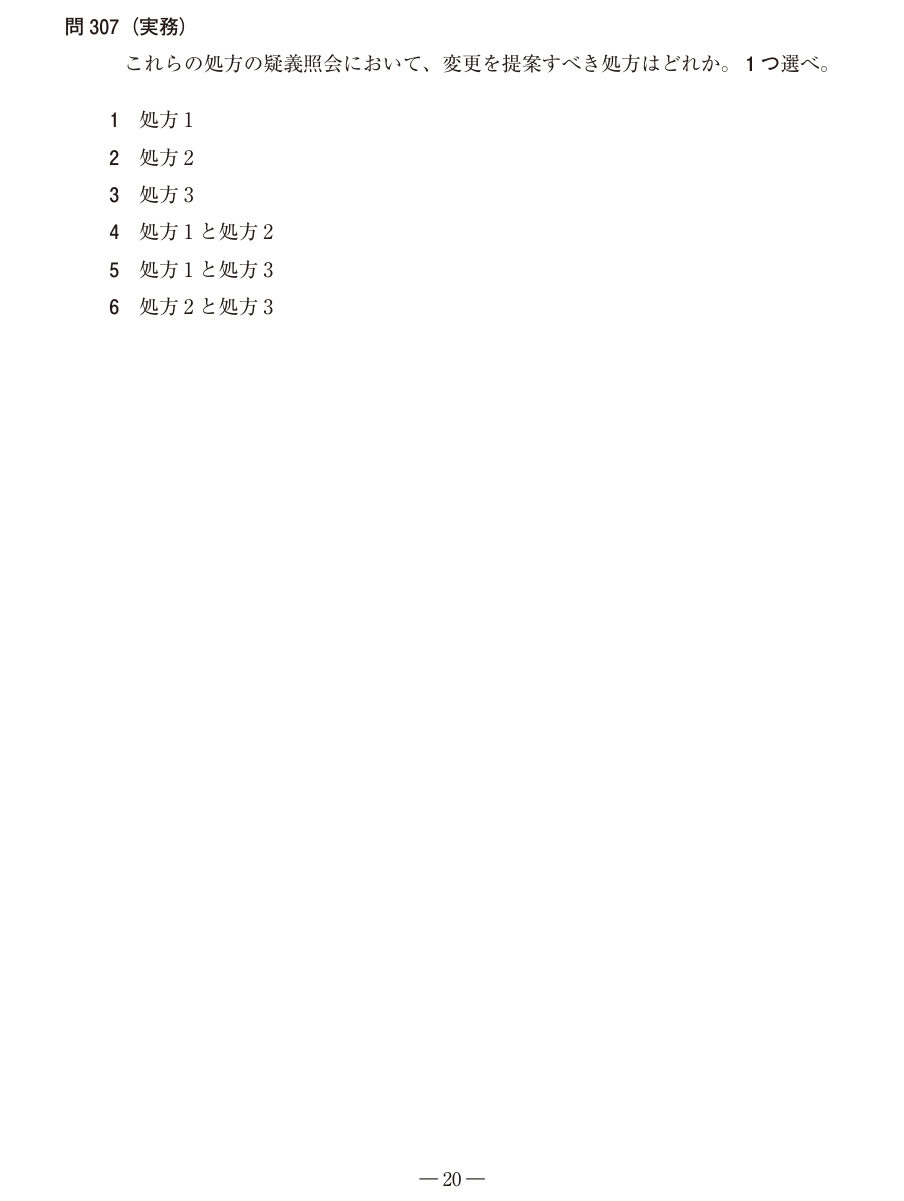 問 307（実務）
これらの処方の疑義照会において、変更を提案すべき処方はどれか。1つ選べ。
1 処方１
2 処方２
3 処方３
4 処方１と処方２
5 処方１と処方３
6 処方２と処方３
― 20 ―